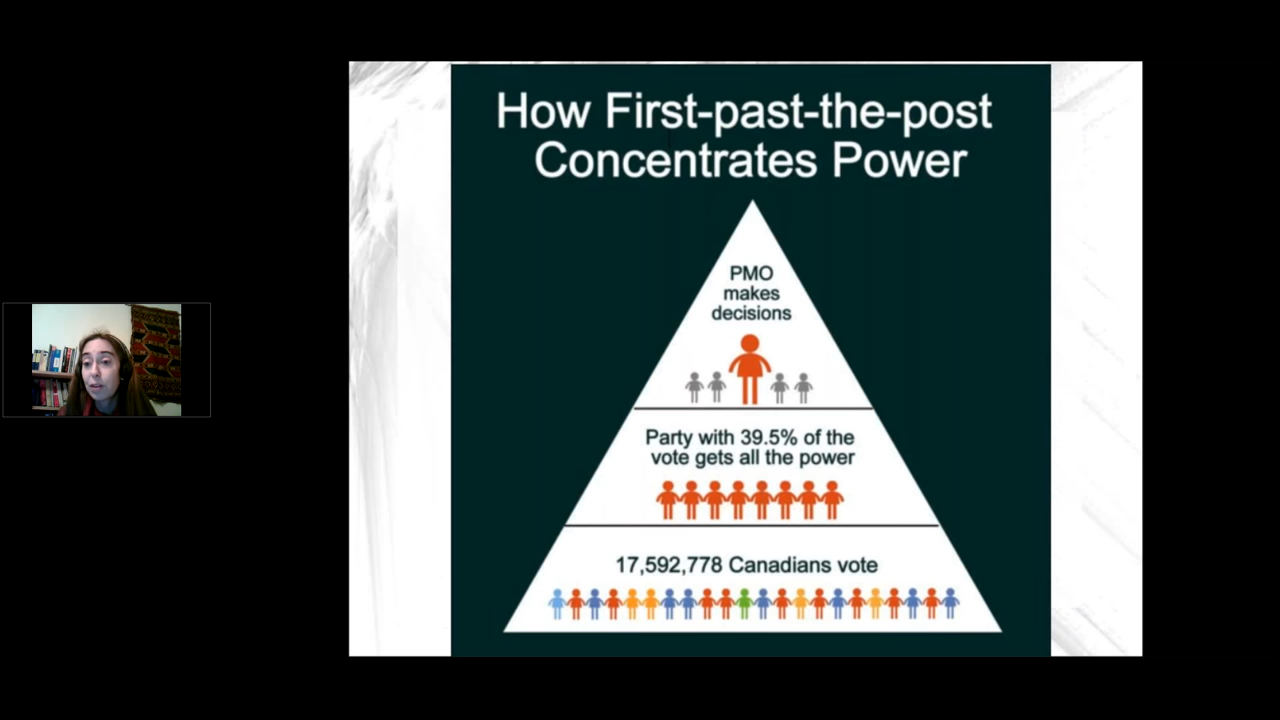 How First-past-the-post
Concentrates Power
PMO
makes
decisions
Party with 39.5% of the
vote gets all the power
17,592,778 Canadians vote